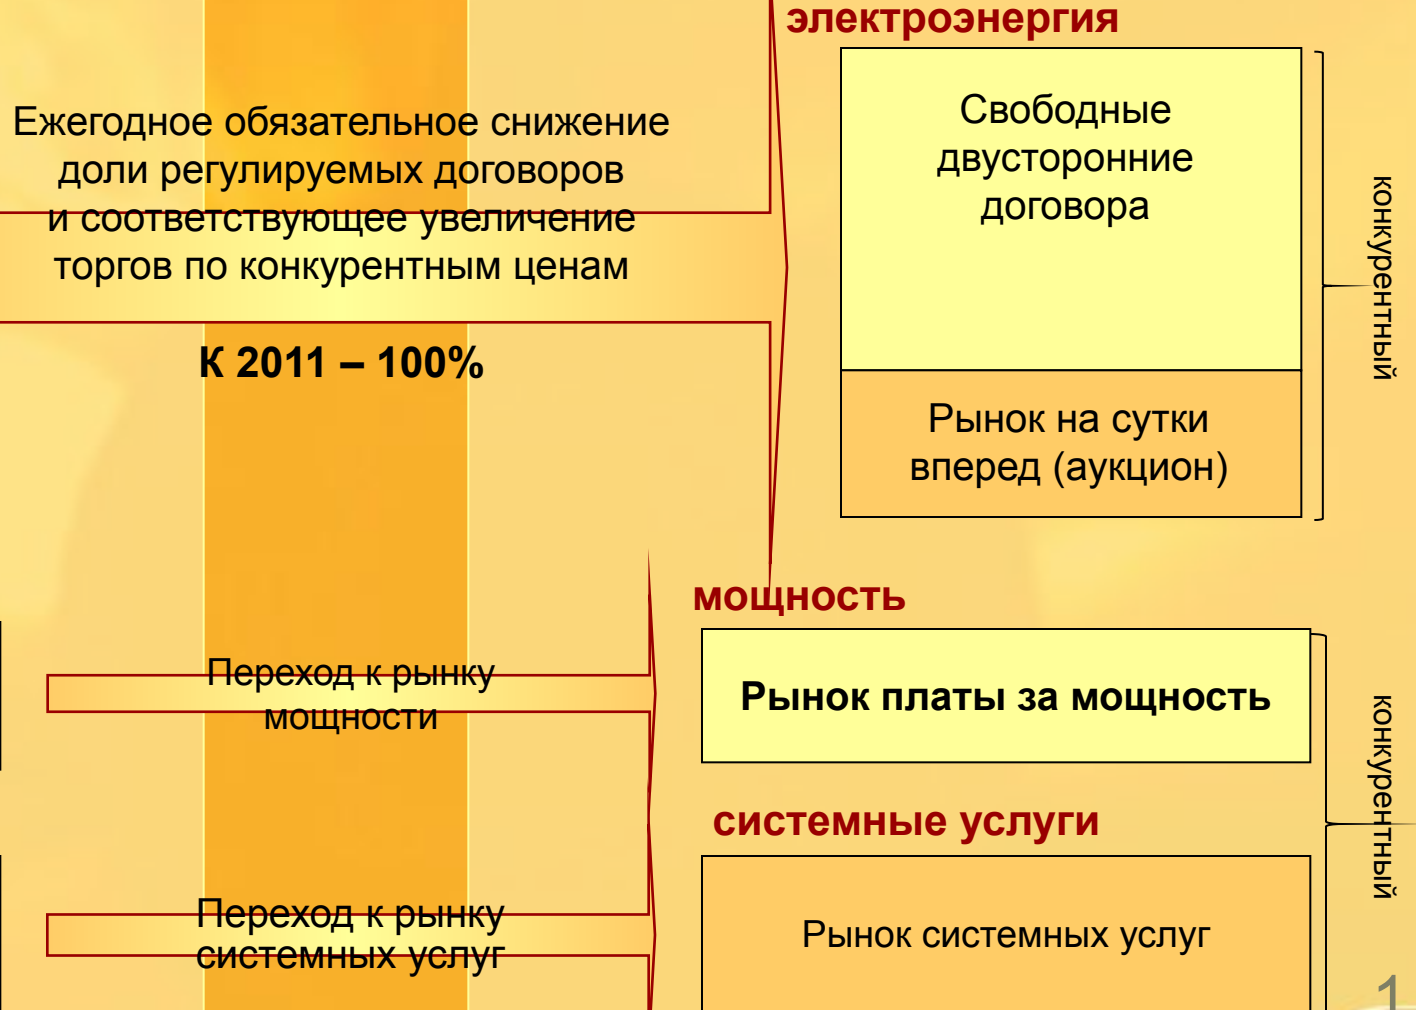 электроэнергия
Ежегодное обязательное снижение
доли регулируемых договоров
и соответствующее увеличение
торгов по конкурентным ценам
К 2011 – 100%
Свободные
двусторонние
договора
Рынок на сутки
вперед (аукцион)
конкурентный
мощность
Переход к рынку
мощности
Рынок платы за мощность
системные услуги
Переход к рынку
системных услуг
Рынок системных услуг
конкурентный
1